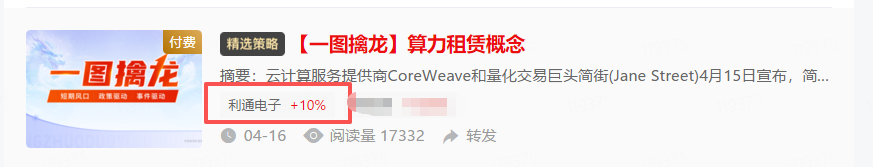 付费
精选策略 【一图擒龙】算力租赁概念
一图擒龙
短期风口 政策驱动 事件驱动
摘要：云计算服务提供商CoreWeave和量化交易巨头简街(Jane Street)4月15日宣布，简...
利通电子 +10%
04-16 阅读量 17332 转发